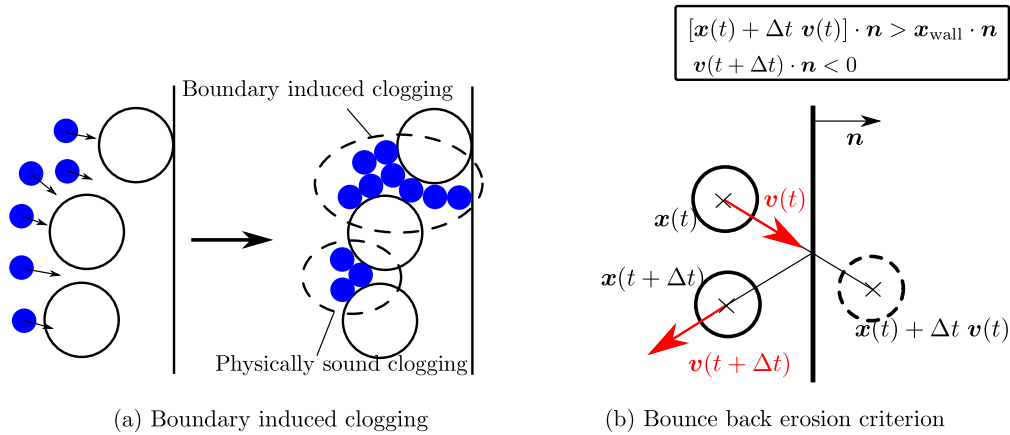 Boundary induced clogging
Physically sound clogging
(a) Boundary induced clogging
[x(t) + Δt v(t)] · n > x_wall · n
v(t + Δt) · n < 0
n
v(t)
x(t)
x(t + Δt)
x(t) + Δt v(t)
v(t + Δt)
(b) Bounce back erosion criterion